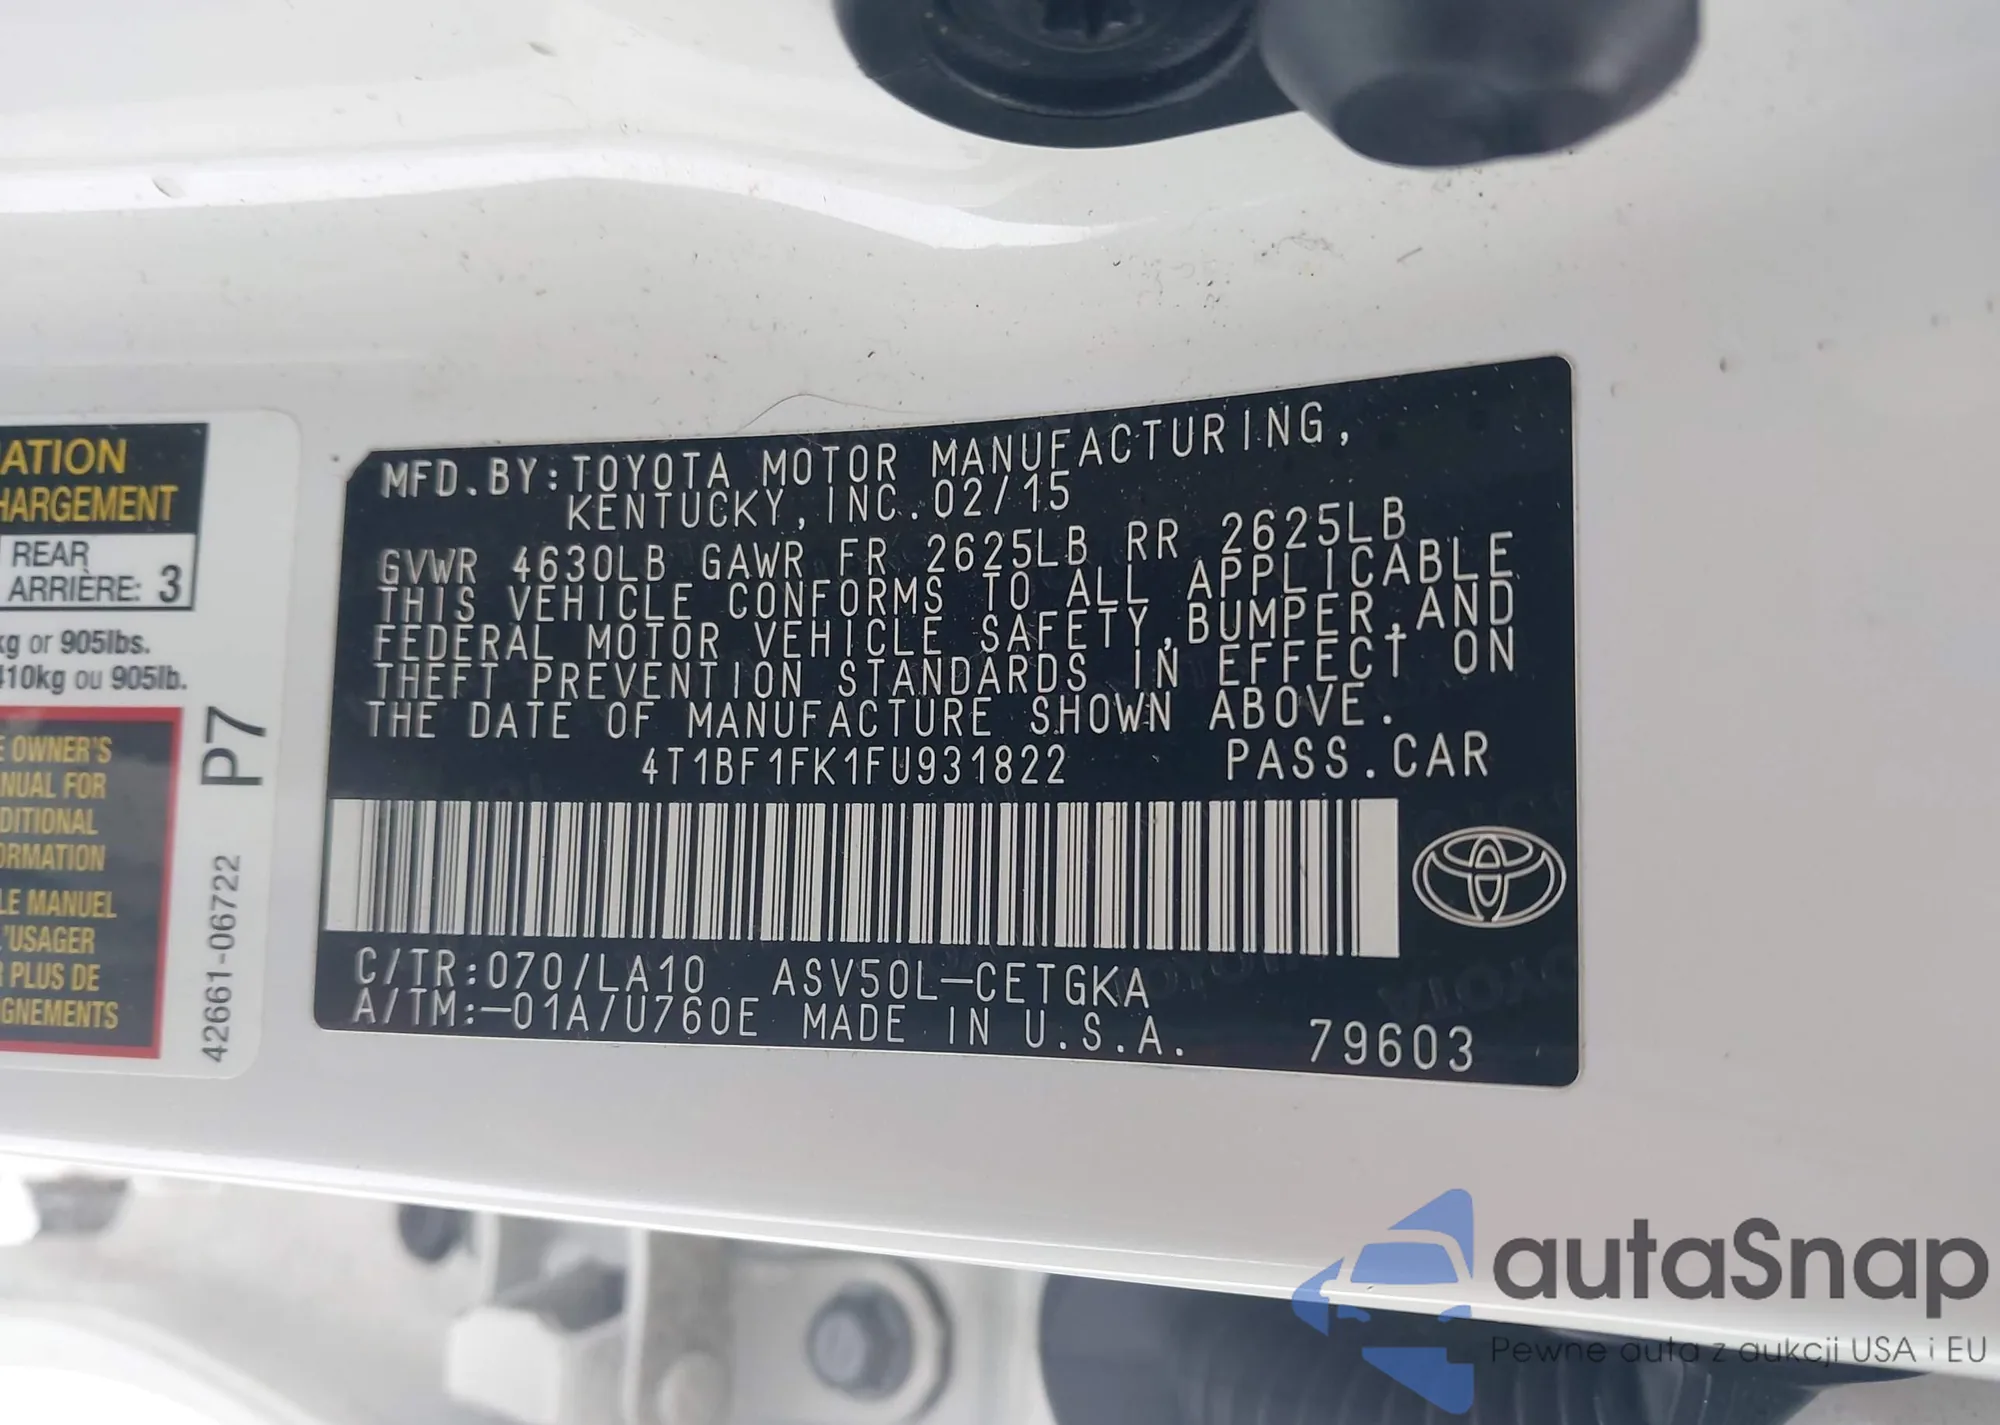 ATION
HARGEMENT
REAR
ARRIÈRE: 3
kg or 905lbs.
410kg ou 905lb.
E OWNER'S
NUAL FOR
DITIONAL
ORMATION
LE MANUEL
L'USAGER
R PLUS DE
GNEMENTS
P7
42661-06722
MFD.BY:TOYOTA MOTOR MANUFACTURING,
KENTUCKY,INC.02/15
GVWR 4630LB GAWR FR 2625LB RR 2625LB
THIS VEHICLE CONFORMS TO ALL APPLICABLE
FEDERAL MOTOR VEHICLE SAFETY,BUMPER,AND
THEFT PREVENTION STANDARDS IN EFFECT ON
THE DATE OF MANUFACTURE SHOWN ABOVE.
4T1BF1FK1FU931822 PASS.CAR
C/TR:070/LA10 ASV50L-CETGKA
A/TM:-01A/U760E MADE IN U.S.A. 79603
autaSnap
Pewne auta z aukcji USA i EU